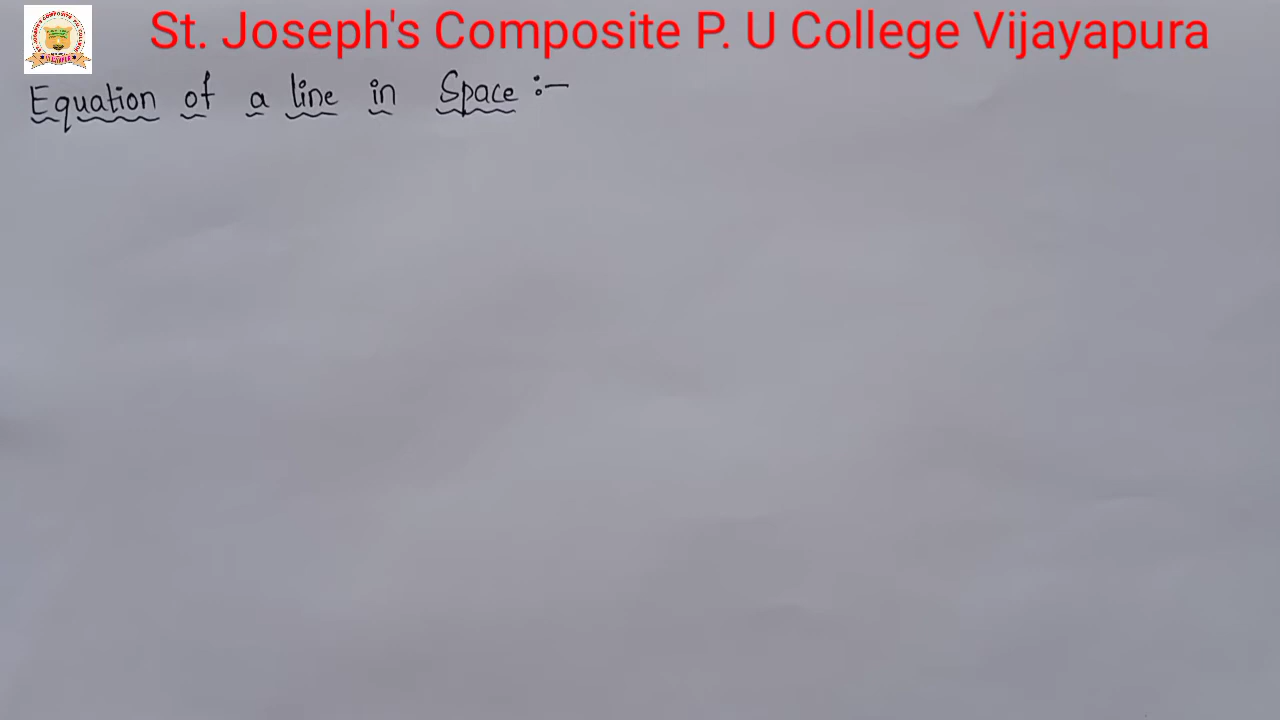 St. Joseph's Composite P. U College Vijayapura
Equation of a line in Space :-